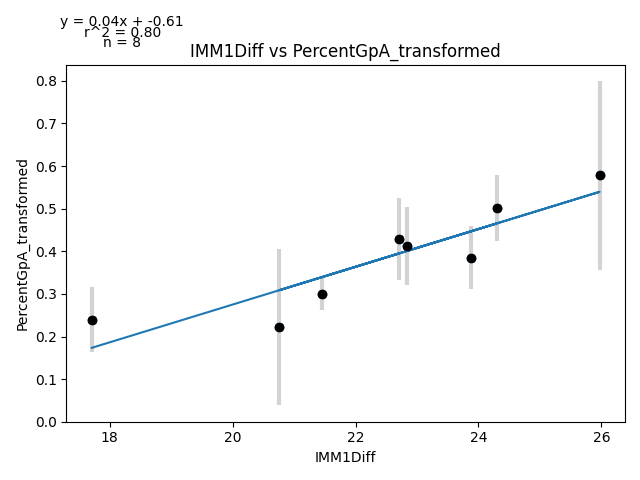 y = 0.04x + -0.61
r^2 = 0.80
n = 8
IMM1Diff vs PercentGpA_transformed
PercentGpA_transformed
0.8
0.7
0.6
0.5
0.4
0.3
0.2
0.1
0.0
18 20 22 24 26
IMM1Diff